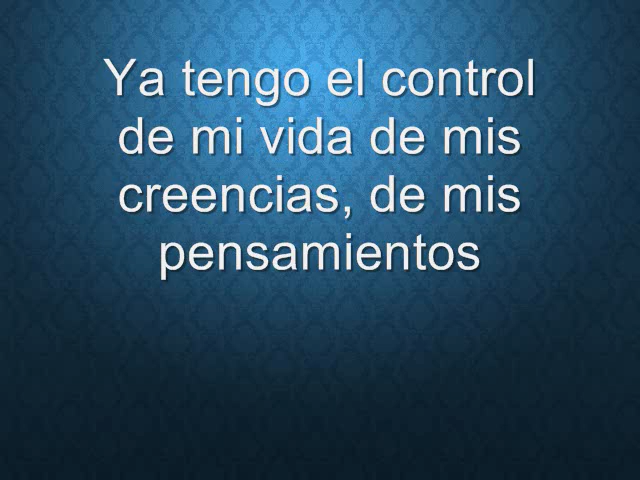 Ya tengo el control
de mi vida de mis
creencias, de mis
pensamientos